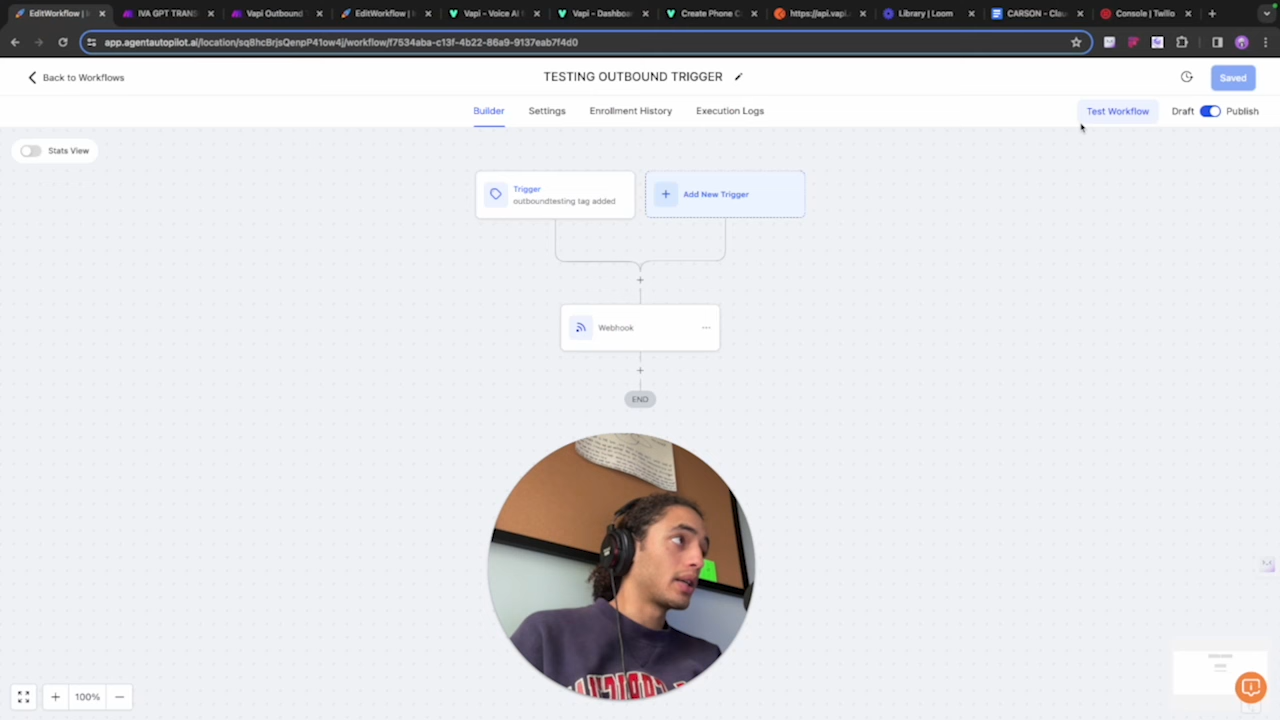 EditWorkflow |
IVA GPT TRAN
Vapi Outbound
EditWorkflow |
Vapi – Voice AI
Vapi – Dashboa
Create Phone C
https://api.vapi.
Library | Loom
CARSON – Clau
Console | Twilio
app.agentautopilot.ai/location/sq8hcBrjsQenpP41ow4j/workflow/f7534aba-c13f-4b22-86a9-9137eab7f4d0
Back to Workflows
TESTING OUTBOUND TRIGGER
Saved
Builder
Settings
Enrollment History
Execution Logs
Test Workflow
Draft
Publish
Stats View
Trigger
outboundtesting tag added
Add New Trigger
Webhook
END
100%